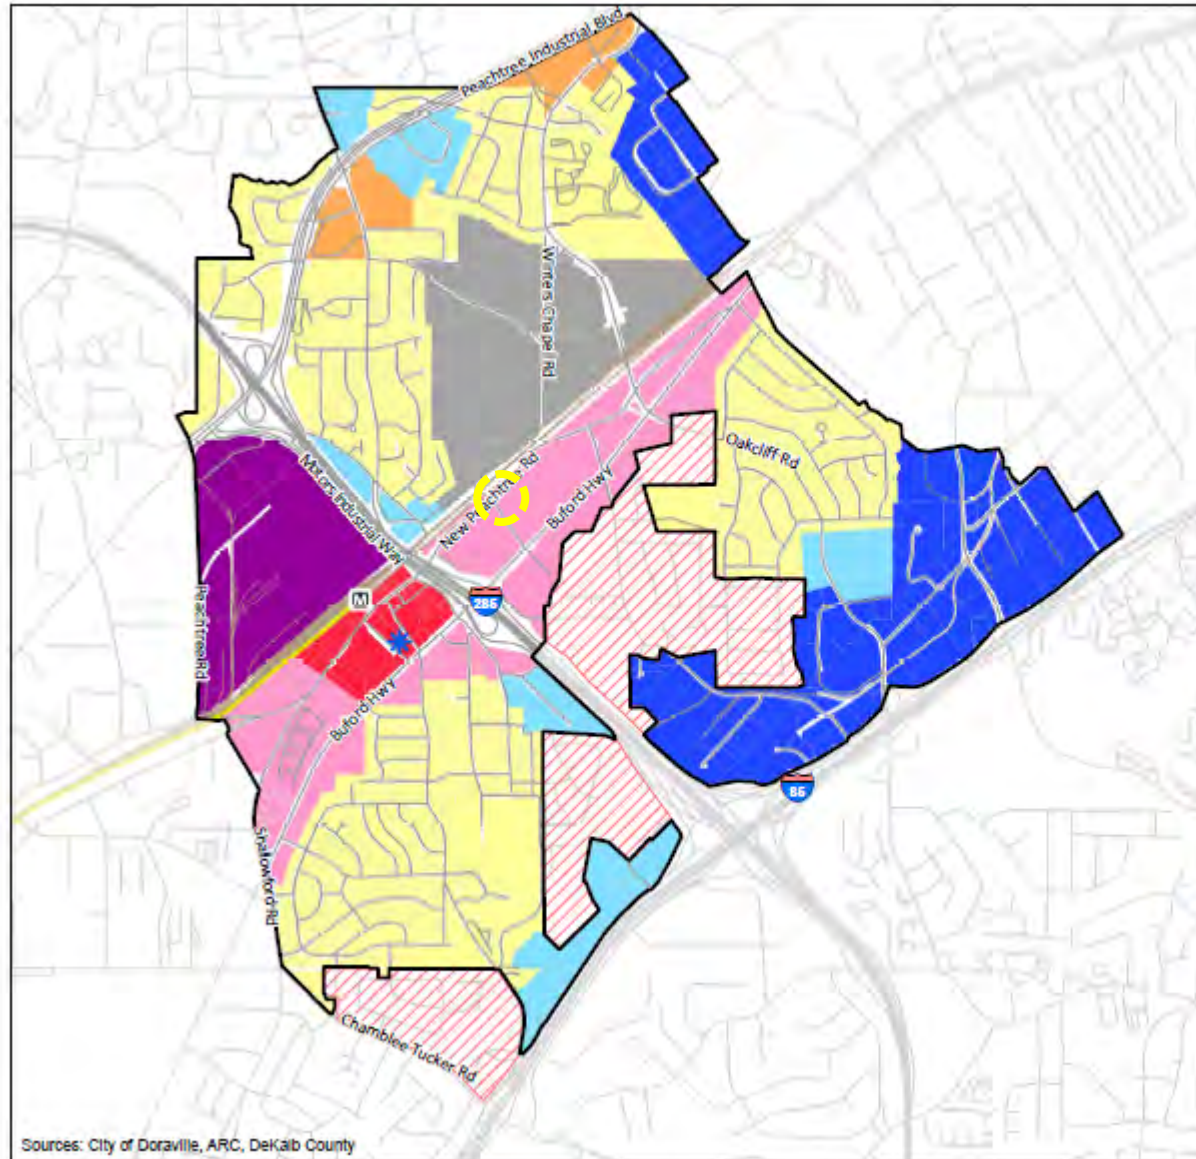 Peachtree Industrial Blvd
Winters Chapel Rd
Oakcliff Rd
New Peachtree Rd
Buford Hwy
Motors Industrial Way
M
285
Peachtree Rd
Buford Hwy
85
Shallowford Rd
Chamblee Tucker Rd
Sources: City of Doraville, ARC, DeKalb County